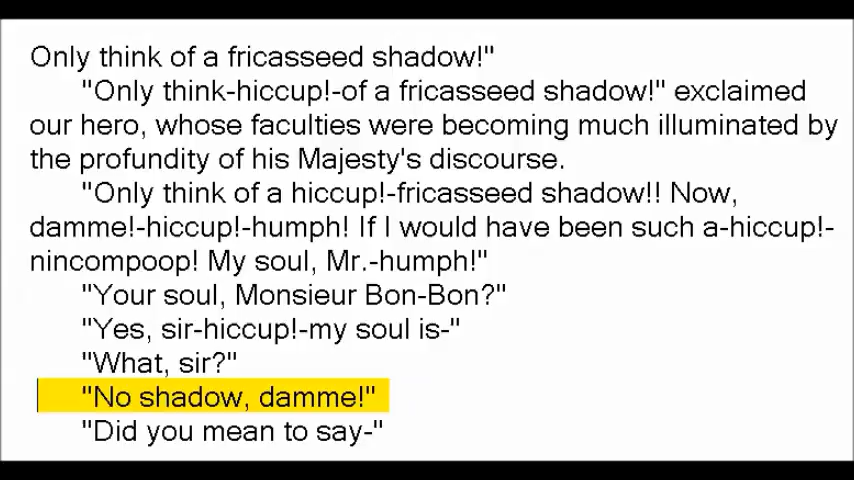 Only think of a fricasseed shadow!"
"Only think-hiccup!-of a fricasseed shadow!" exclaimed
our hero, whose faculties were becoming much illuminated by
the profundity of his Majesty's discourse.
"Only think of a hiccup!-fricasseed shadow!! Now,
damme!-hiccup!-humph! If I would have been such a-hiccup!-
nincompoop! My soul, Mr.-humph!"
"Your soul, Monsieur Bon-Bon?"
"Yes, sir-hiccup!-my soul is-"
"What, sir?"
"No shadow, damme!"
"Did you mean to say-"